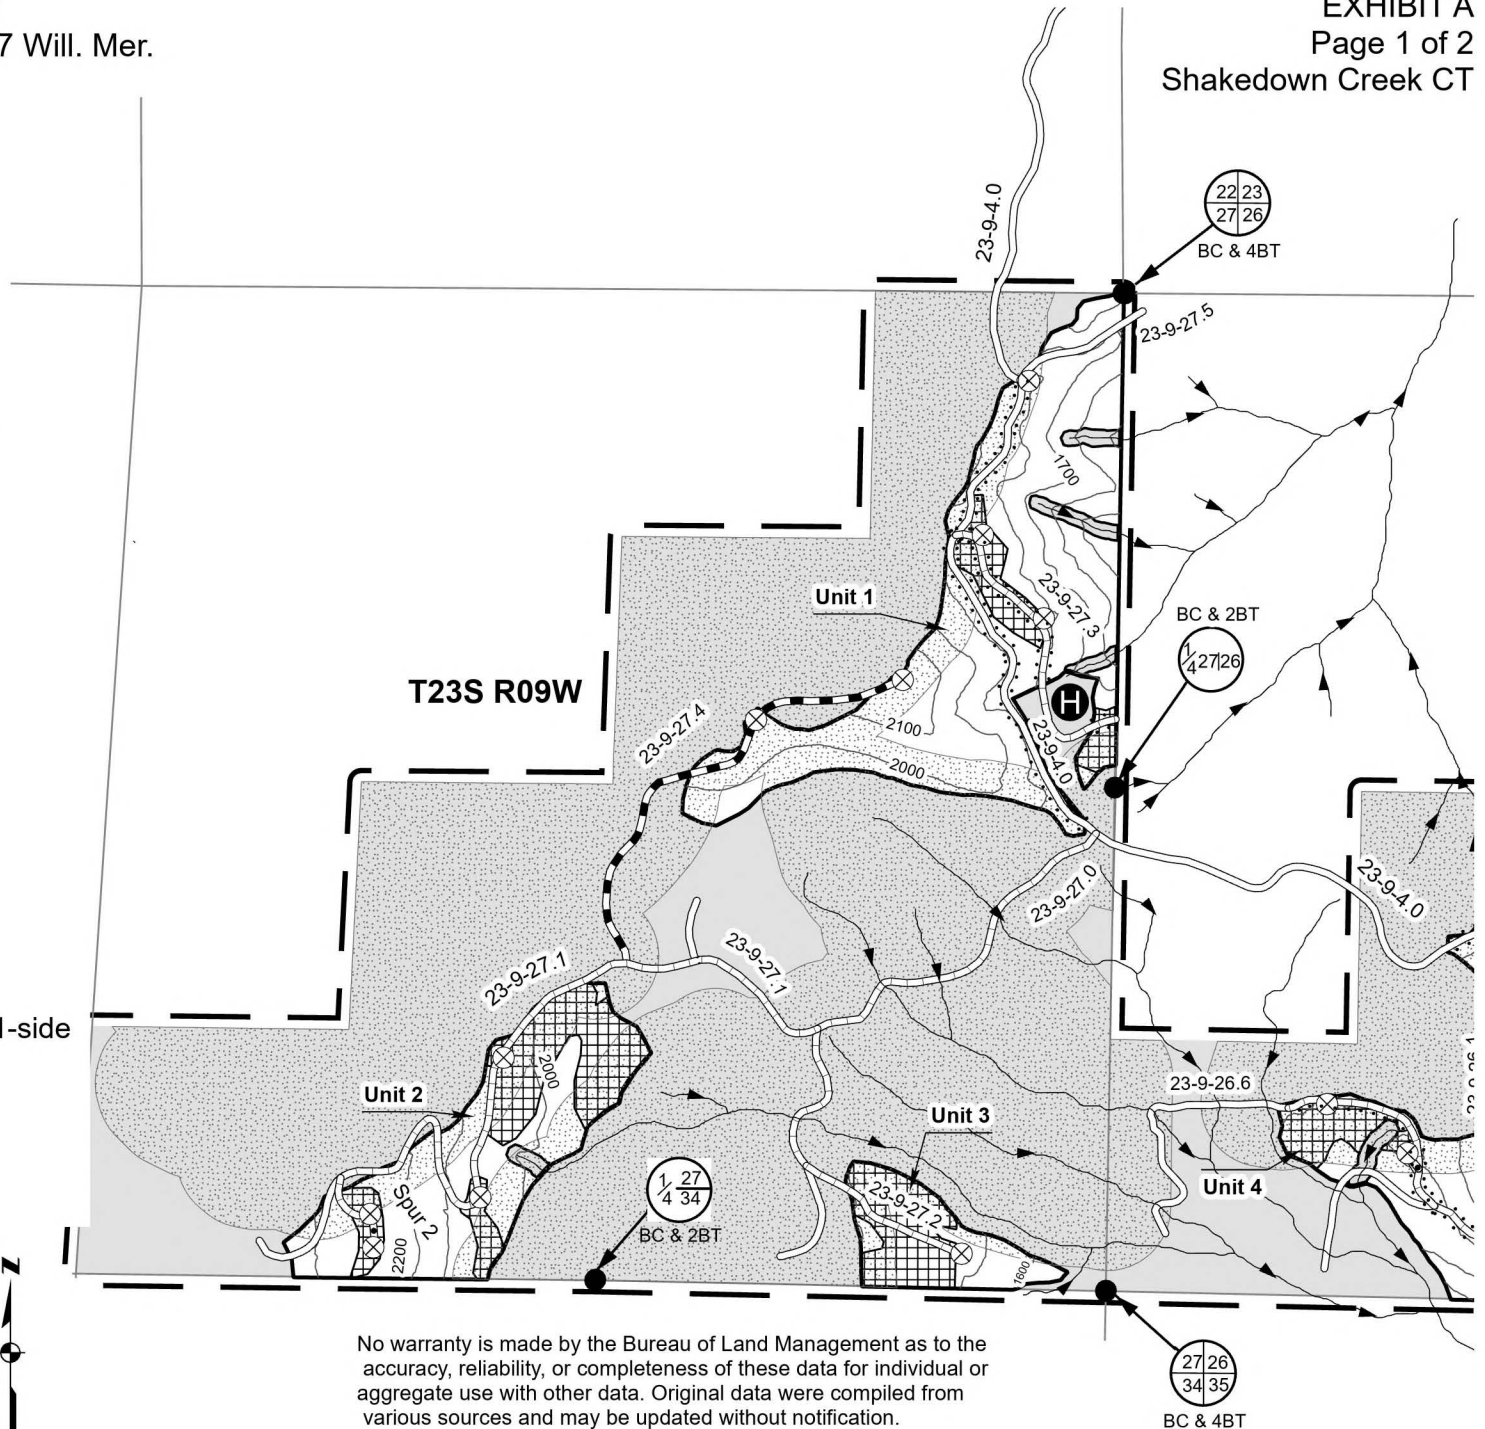 EXHIBIT A
7 Will. Mer.
Page 1 of 2
Shakedown Creek CT
23-9-4.0
22 23
27 26
BC & 4BT
23-9-27.5
1700
Unit 1
23-9-27.3
BC & 2BT
1/4 27 26
T23S R09W
H
23-9-27.4
2100
23-9-4.0
2000
23-9-4.0
23-9-27.0
23-9-27.1
23-9-27.1
-side
2000
23-9-26.6
23-9-26.1
Unit 2
Unit 3
Unit 4
1/4 27
34
BC & 2BT
Spur 2
23-9-27.2
2200
1600
N
No warranty is made by the Bureau of Land Management as to the
accuracy, reliability, or completeness of these data for individual or
aggregate use with other data. Original data were compiled from
various sources and may be updated without notification.
27 26
34 35
BC & 4BT